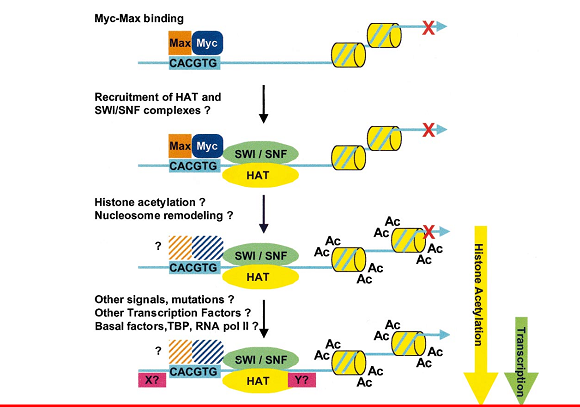 Myc-Max binding
Max Myc
CACGTG
X
Recruitment of HAT and
SWI/SNF complexes ?
Max Myc
SWI / SNF
CACGTG
HAT
X
Histone acetylation ?
Nucleosome remodeling ?
Ac
Ac
X
Ac
Ac
Ac
Ac
Ac
Ac
?
SWI / SNF
CACGTG
HAT
Other signals, mutations ?
Other Transcription Factors ?
Basal factors,TBP, RNA pol II ?
Ac
Ac
Ac
Ac
Ac
Ac
Ac
Ac
?
SWI / SNF
CACGTG
X?
HAT
Y?
Histone Acetylation
Transcription